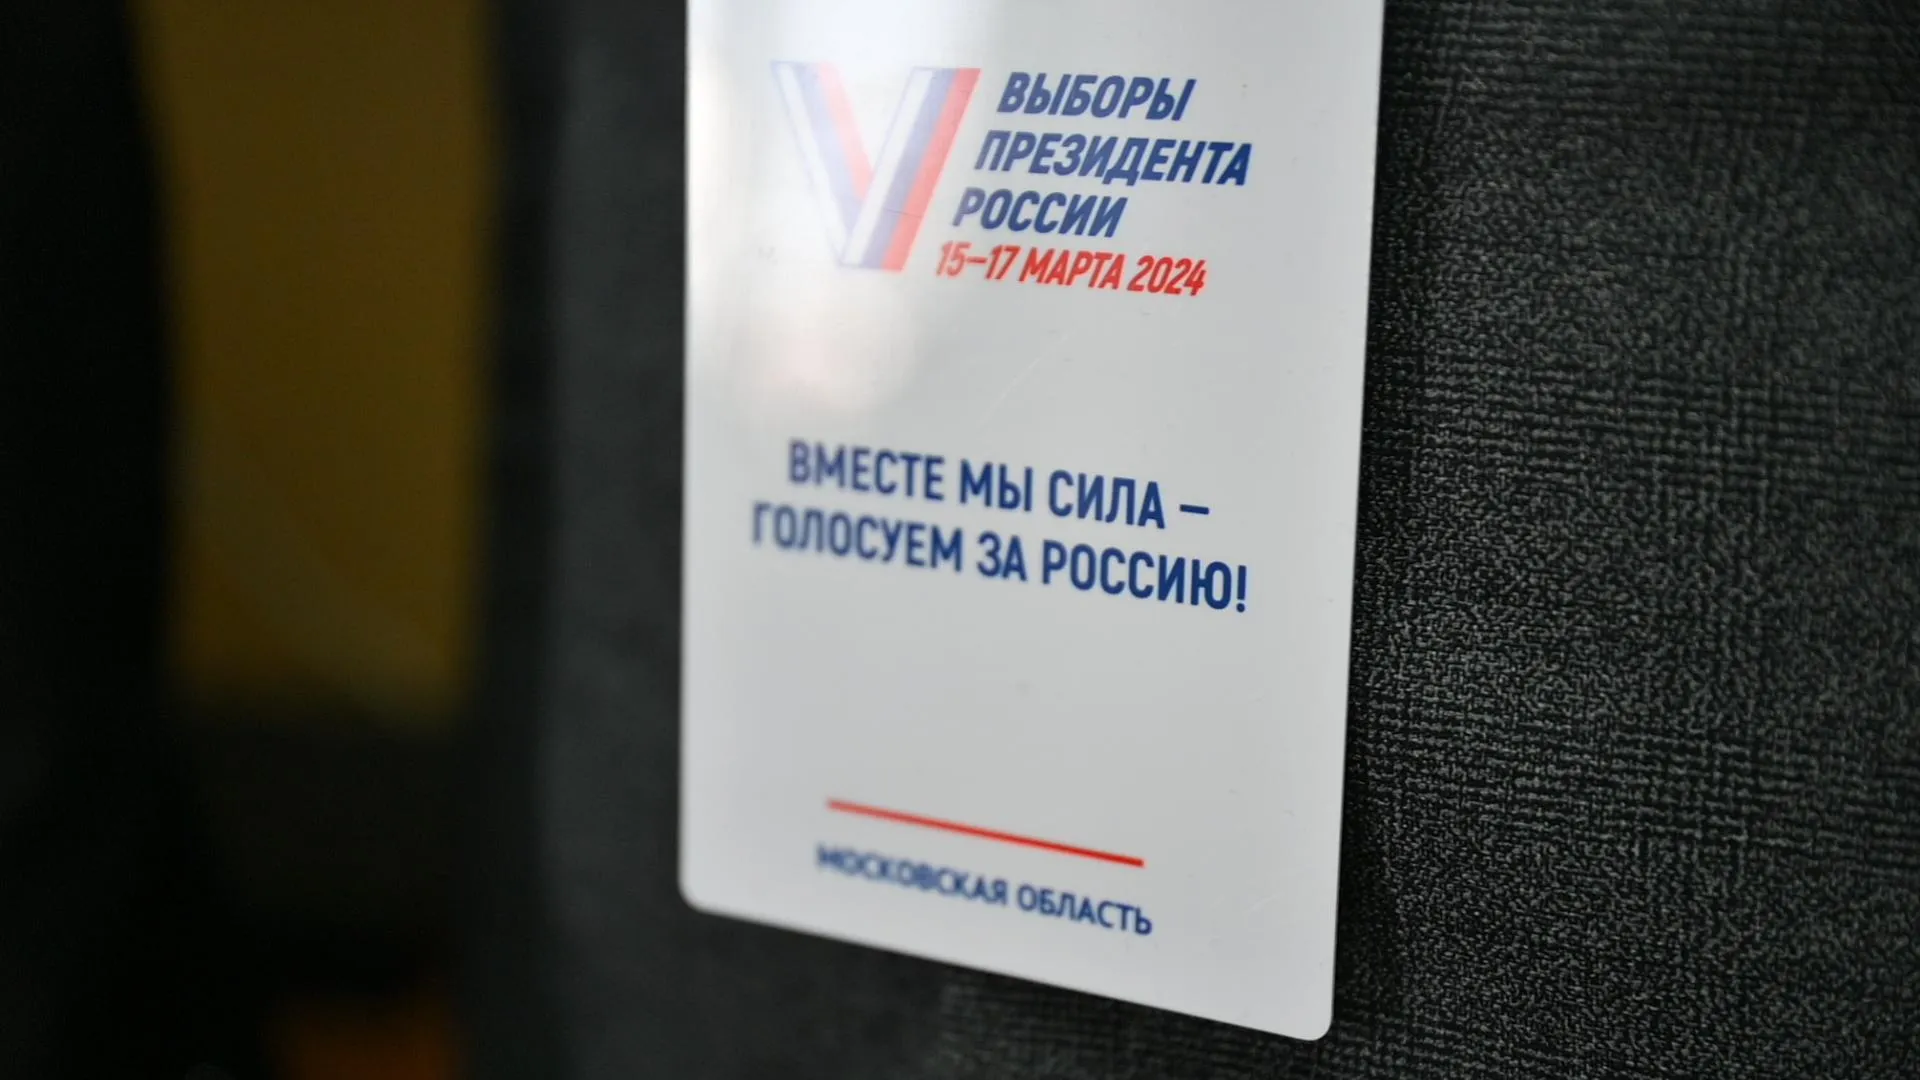 ВЫБОРЫ
ПРЕЗИДЕНТА
РОССИИ
15–17 МАРТА 2024
ВМЕСТЕ МЫ СИЛА –
ГОЛОСУЕМ ЗА РОССИЮ!
МОСКОВСКАЯ ОБЛАСТЬ